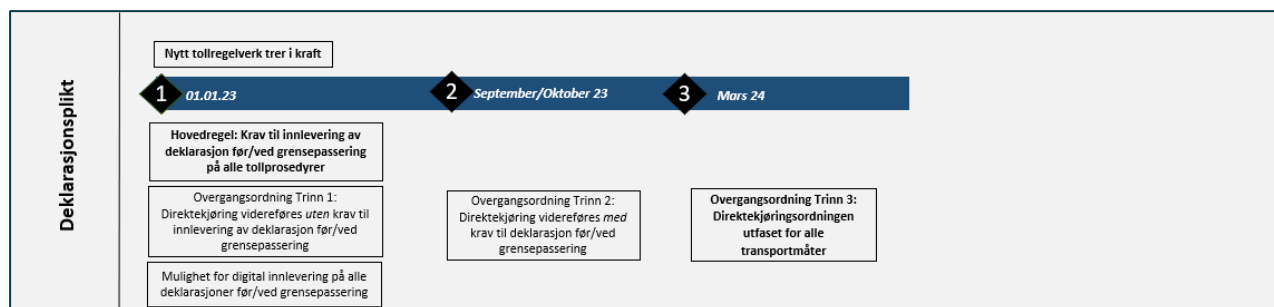 Deklarasjonsplikt
Nytt tollregelverk trer i kraft
1 01.01.23
2 September/Oktober 23
3 Mars 24
Hovedregel: Krav til innlevering av
deklarasjon før/ved grensepassering
på alle tollprosedyrer
Overgangsordning Trinn 1:
Direktekjøring videreføres uten krav til
innlevering av deklarasjon før/ved
grensepassering
Mulighet for digital innlevering på alle
deklarasjoner før/ved grensepassering
Overgangsordning Trinn 2:
Direktekjøring videreføres med
krav til deklarasjon før/ved
grensepassering
Overgangsordning Trinn 3:
Direktekjøringsordningen
utfaset for alle
transportmåter